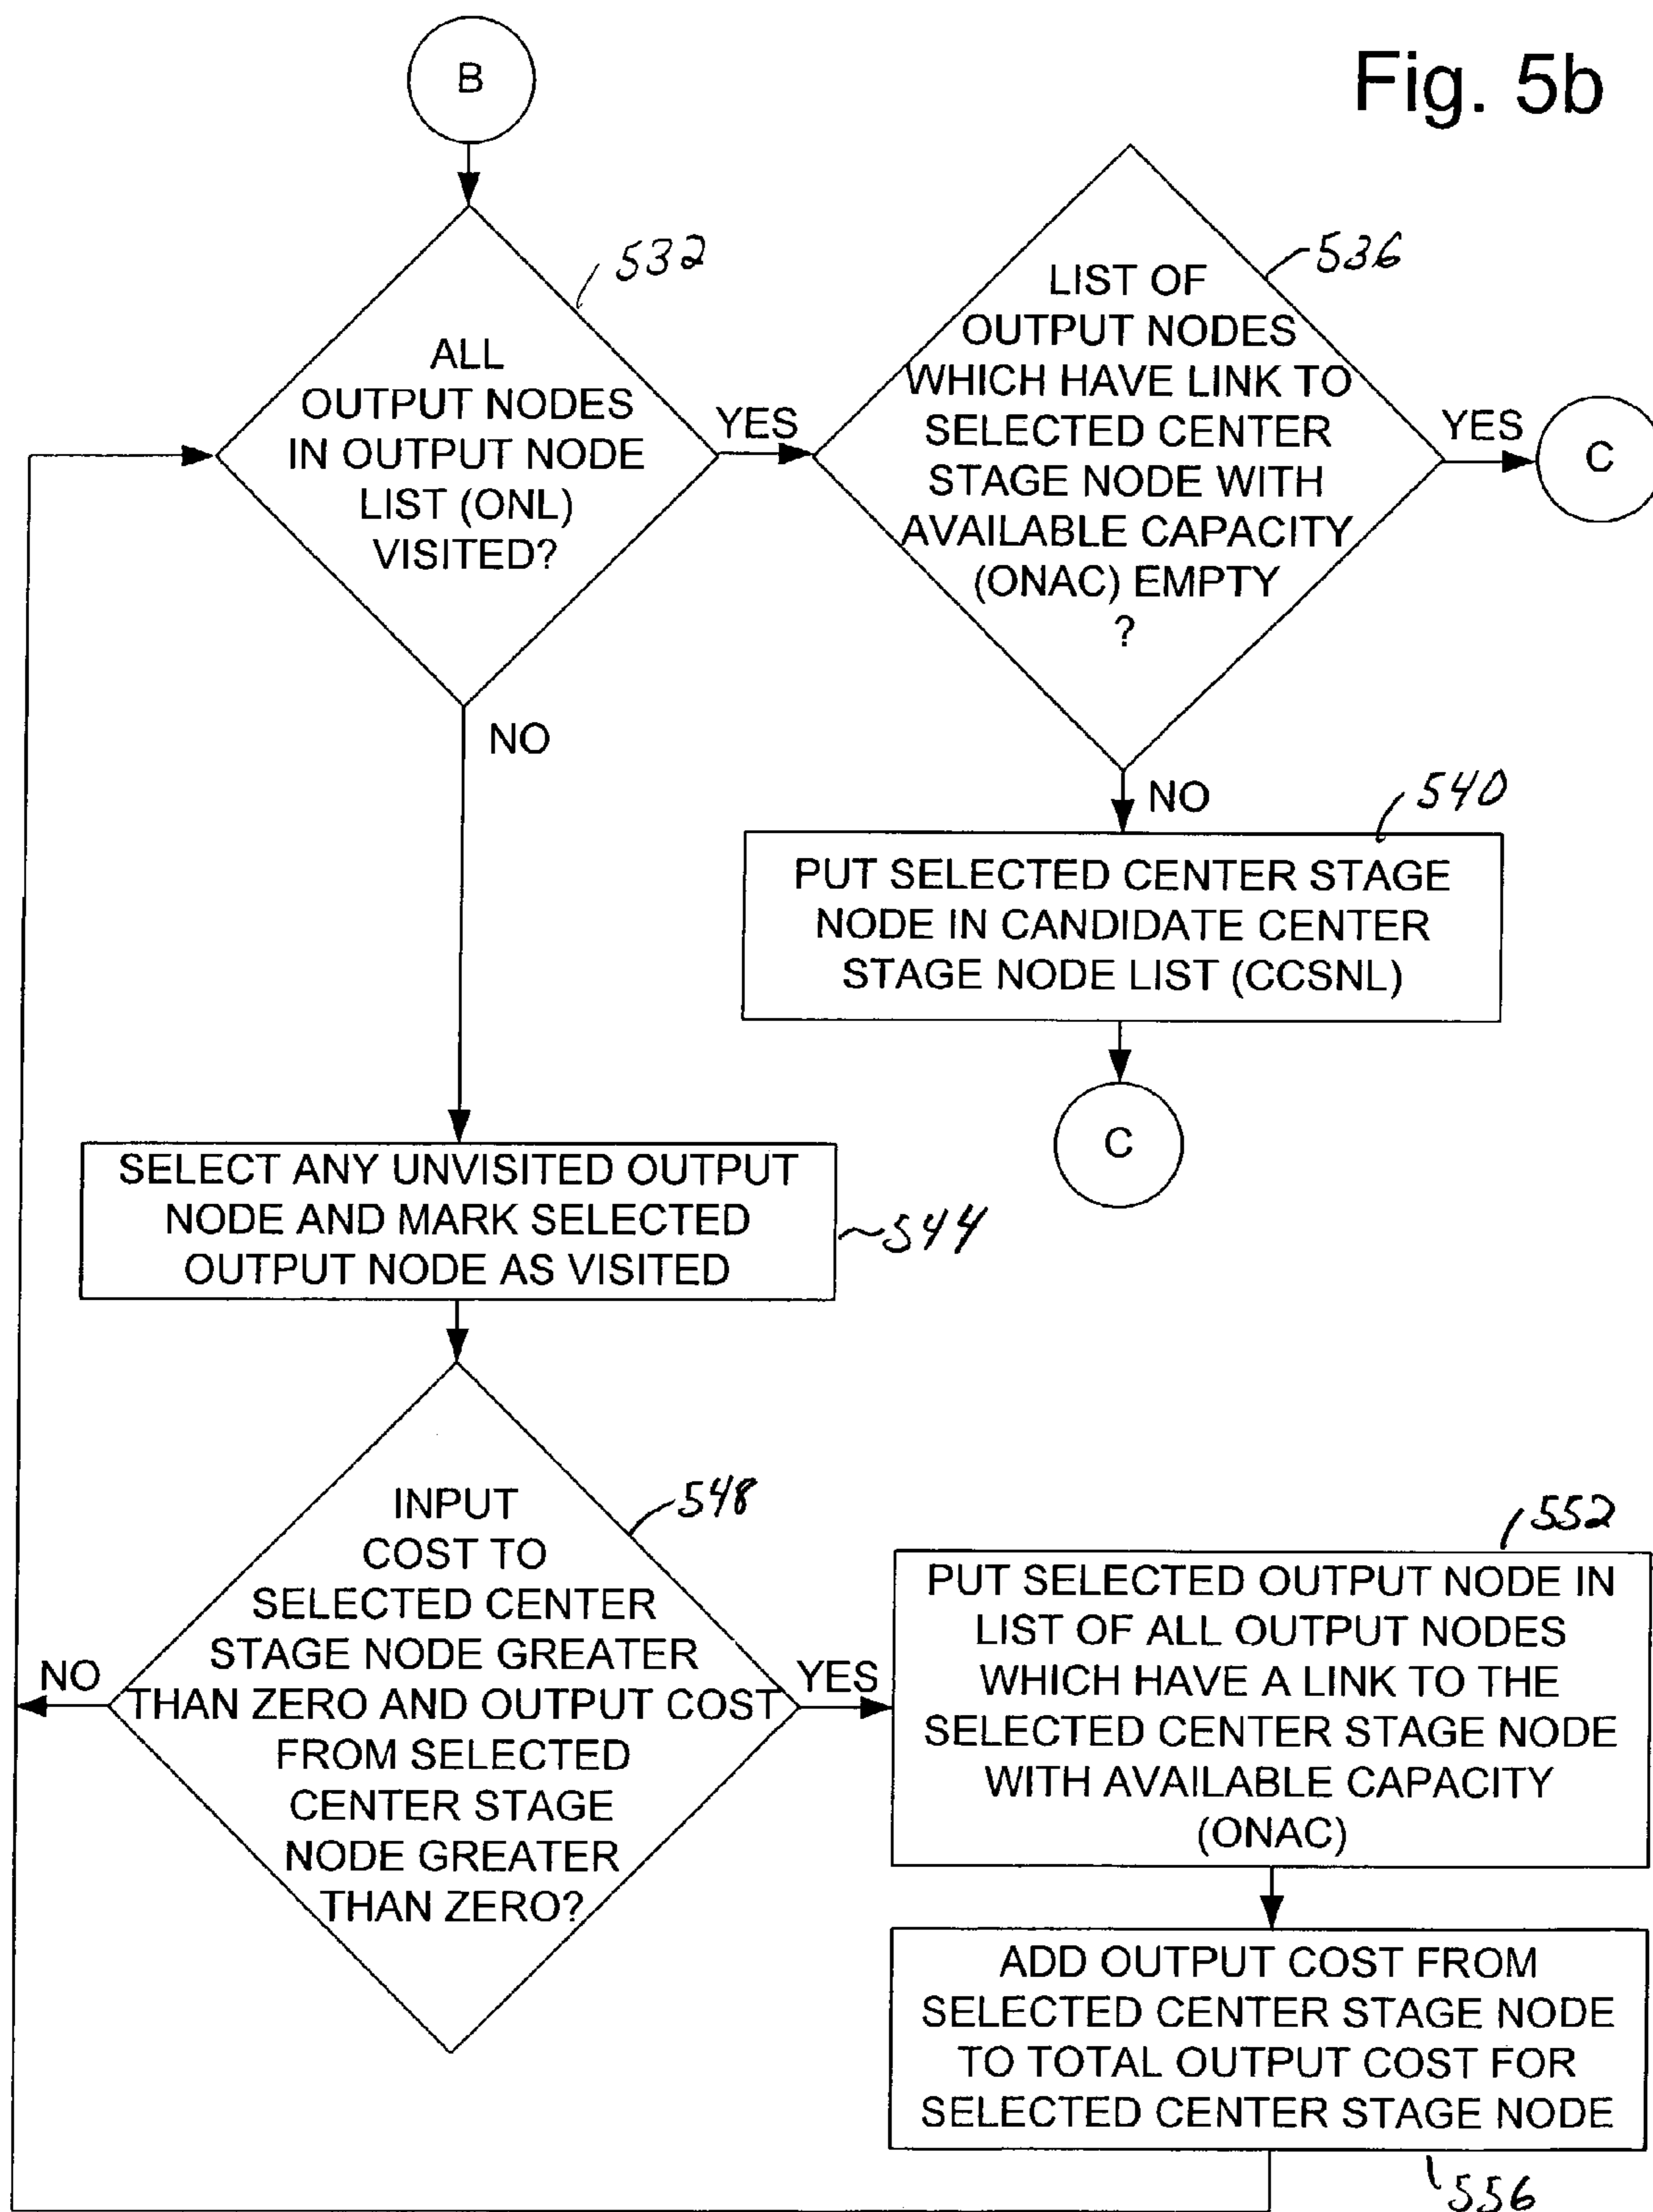 Fig. 5b
B
532
ALL
OUTPUT NODES
IN OUTPUT NODE
LIST (ONL)
VISITED?
YES
NO
536
LIST OF
OUTPUT NODES
WHICH HAVE LINK TO
SELECTED CENTER
STAGE NODE WITH
AVAILABLE CAPACITY
(ONAC) EMPTY
?
YES
C
NO
540
PUT SELECTED CENTER STAGE
NODE IN CANDIDATE CENTER
STAGE NODE LIST (CCSNL)
C
SELECT ANY UNVISITED OUTPUT
NODE AND MARK SELECTED
OUTPUT NODE AS VISITED
544
548
INPUT
COST TO
SELECTED CENTER
STAGE NODE GREATER
THAN ZERO AND OUTPUT COST
FROM SELECTED
CENTER STAGE
NODE GREATER
THAN ZERO?
NO
YES
552
PUT SELECTED OUTPUT NODE IN
LIST OF ALL OUTPUT NODES
WHICH HAVE A LINK TO THE
SELECTED CENTER STAGE NODE
WITH AVAILABLE CAPACITY
(ONAC)
ADD OUTPUT COST FROM
SELECTED CENTER STAGE NODE
TO TOTAL OUTPUT COST FOR
SELECTED CENTER STAGE NODE
556